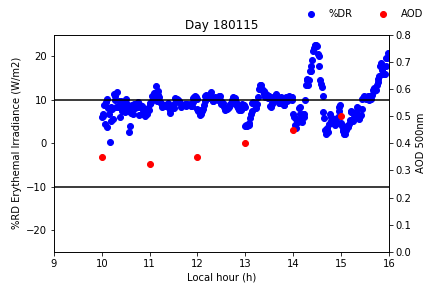 %DR AOD
Day 180115
%RD Erythemal Irradiance (W/m2)
20
10
0
−10
−20
0.8
0.7
0.6
0.5
0.4
0.3
0.2
0.1
0.0
AOD 500nm
9 10 11 12 13 14 15 16
Local hour (h)